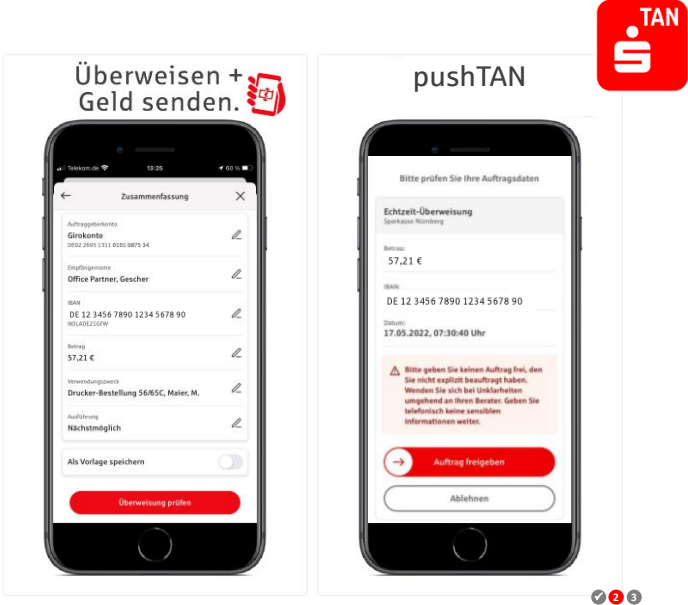 TAN
Überweisen +
Geld senden.
Telekom.de 13:25 60 %
Zusammenfassung
Auftraggeberkonto
Girokonto
DE02 2695 1311 0101 0875 34
Empfängername
Office Partner, Gescher
IBAN
DE 12 3456 7890 1234 5678 90
NOLADE21GFW
Betrag
57,21 €
Verwendungszweck
Drucker-Bestellung 56/65C, Maier, M.
Ausführung
Nächstmöglich
Als Vorlage speichern
Überweisung prüfen
pushTAN
Bitte prüfen Sie Ihre Auftragsdaten
Echtzeit-Überweisung
Sparkasse Nürnberg
Betrag:
57,21 €
IBAN:
DE 12 3456 7890 1234 5678 90
Datum:
17.05.2022, 07:30:40 Uhr
Bitte geben Sie keinen Auftrag frei, den
Sie nicht explizit beauftragt haben.
Wenden Sie sich bei Unklarheiten
umgehend an Ihren Berater. Geben Sie
telefonisch keine sensiblen
Informationen weiter.
Auftrag freigeben
Ablehnen
2 3